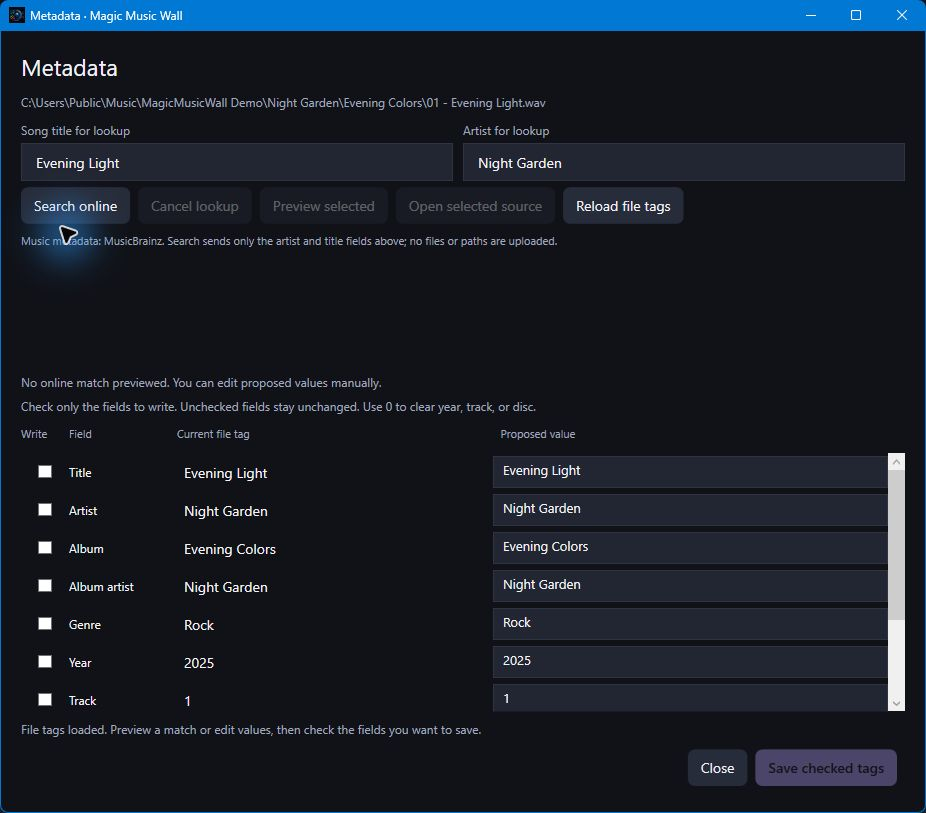 Metadata · Magic Music Wall
Metadata
C:\Users\Public\Music\MagicMusicWall Demo\Night Garden\Evening Colors\01 - Evening Light.wav
Song title for lookup Artist for lookup
Evening Light Night Garden
Search online Cancel lookup Preview selected Open selected source Reload file tags
Music metadata: MusicBrainz. Search sends only the artist and title fields above; no files or paths are uploaded.
No online match previewed. You can edit proposed values manually.
Check only the fields to write. Unchecked fields stay unchanged. Use 0 to clear year, track, or disc.
Write Field Current file tag Proposed value
Title Evening Light Evening Light
Artist Night Garden Night Garden
Album Evening Colors Evening Colors
Album artist Night Garden Night Garden
Genre Rock Rock
Year 2025 2025
Track 1 1
File tags loaded. Preview a match or edit values, then check the fields you want to save.
Close Save checked tags